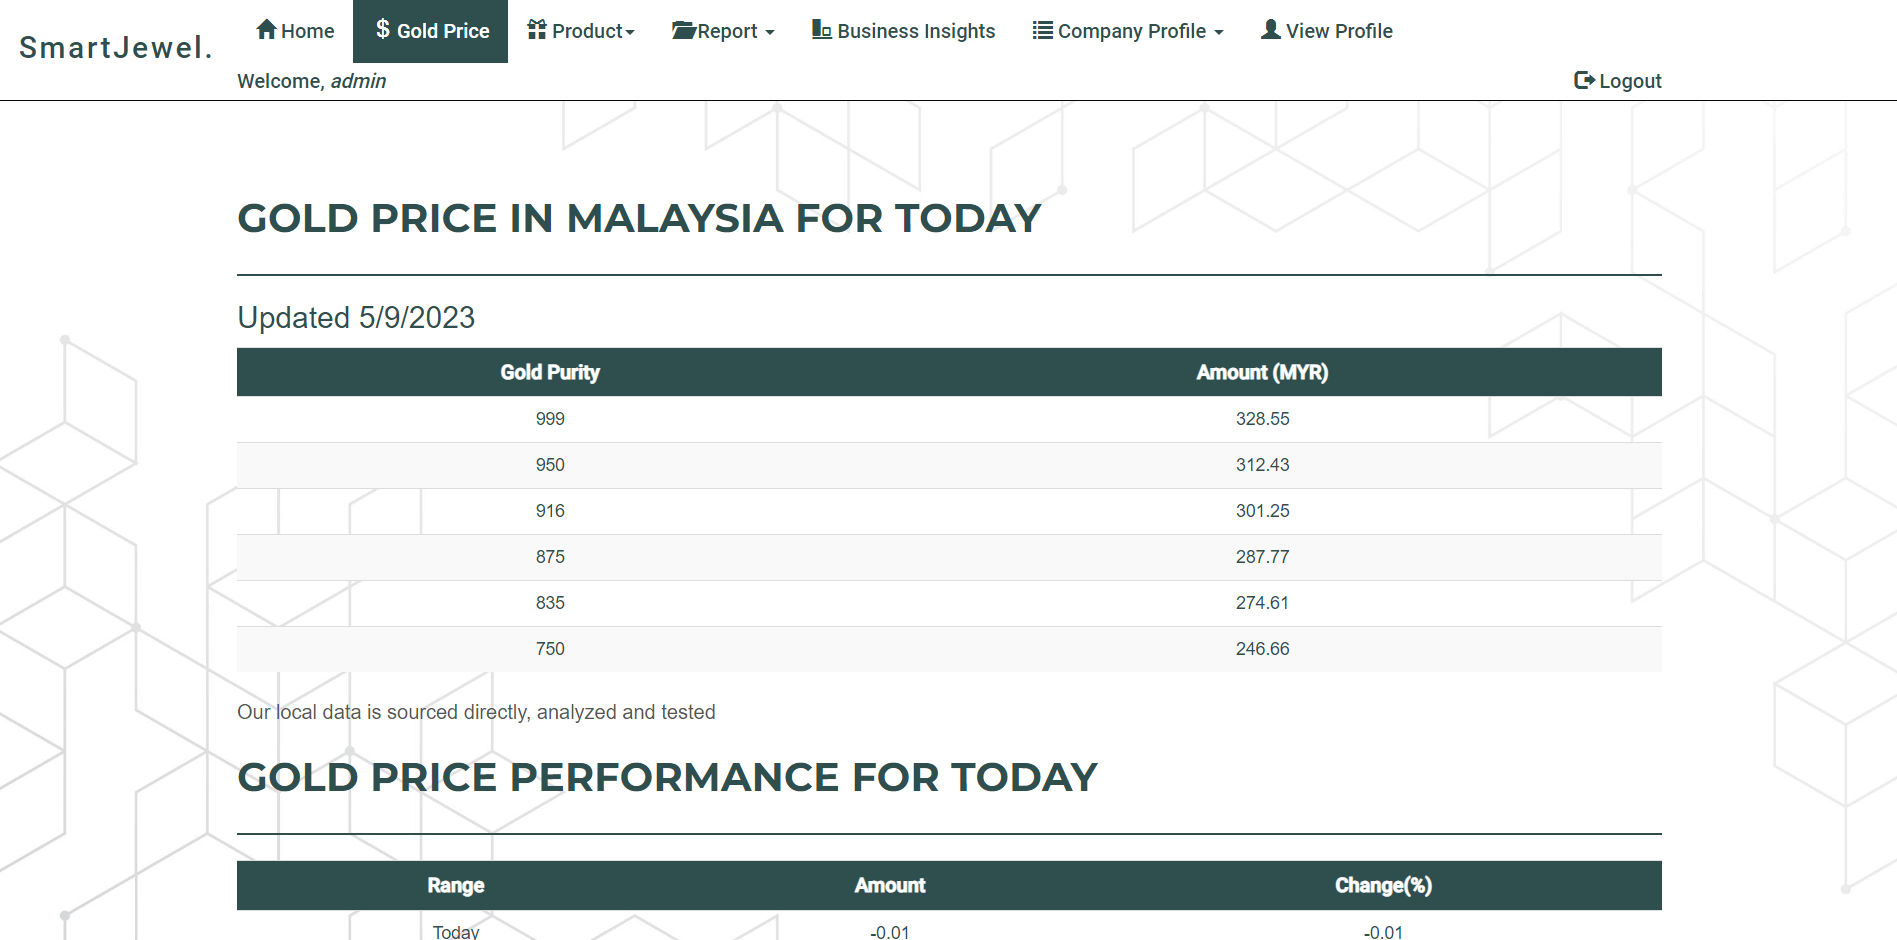 SmartJewel.
Home $ Gold Price Product Report Business Insights Company Profile View Profile
Welcome, admin Logout
GOLD PRICE IN MALAYSIA FOR TODAY
Updated 5/9/2023
Gold Purity Amount (MYR)
999 328.55
950 312.43
916 301.25
875 287.77
835 274.61
750 246.66
Our local data is sourced directly, analyzed and tested
GOLD PRICE PERFORMANCE FOR TODAY
Range Amount Change(%)
Today -0.01 -0.01